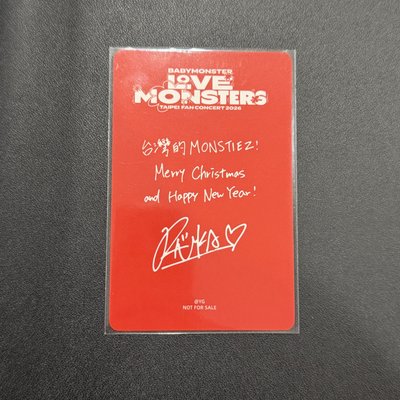 BABYMONSTER
LOVE
MONSTERS
TAIPEI FAN CONCERT 2026
台灣的 MONSTIEZ!
Merry Christmas
and Happy New Year!
RAMKA♡
@YG
NOT FOR SALE